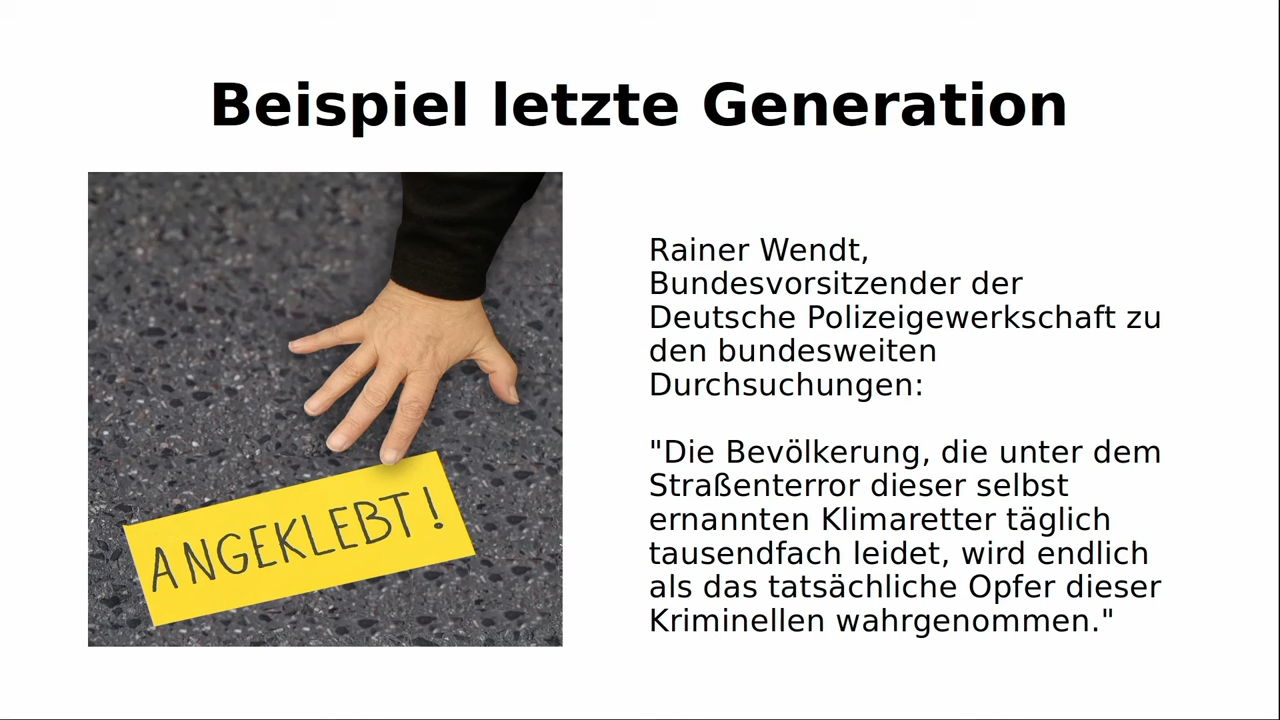 Beispiel letzte Generation
ANGEKLEBT!
Rainer Wendt,
Bundesvorsitzender der
Deutsche Polizeigewerkschaft zu
den bundesweiten
Durchsuchungen:
"Die Bevölkerung, die unter dem
Straßenterror dieser selbst
ernannten Klimaretter täglich
tausendfach leidet, wird endlich
als das tatsächliche Opfer dieser
Kriminellen wahrgenommen."